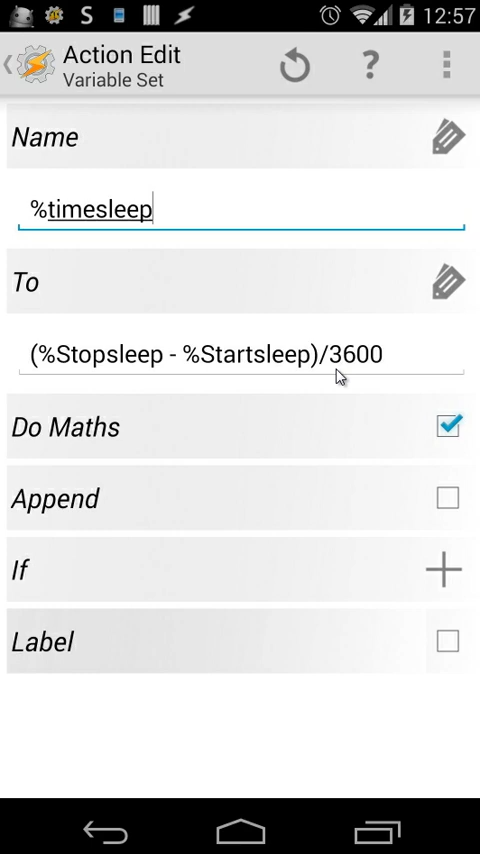 S 12:57
Action Edit
Variable Set
?
Name
%timesleep
To
(%Stopsleep - %Startsleep)/3600
Do Maths
Append
If
Label